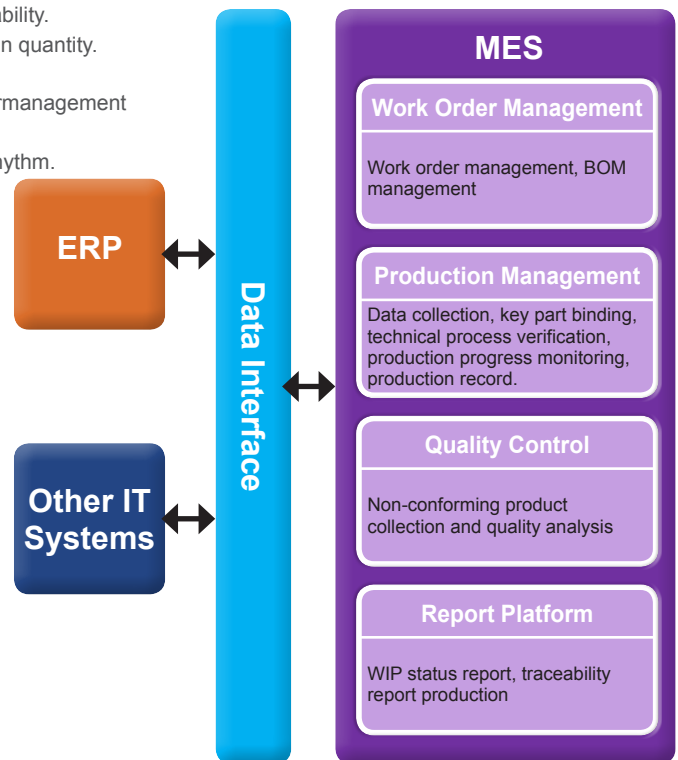 bility.
n quantity.
rmanagement
hythm.
ERP
Other IT
Systems
Data Interface
MES
Work Order Management
Work order management, BOM
management
Production Management
Data collection, key part binding,
technical process verification,
production progress monitoring,
production record.
Quality Control
Non-conforming product
collection and quality analysis
Report Platform
WIP status report, traceability
report production